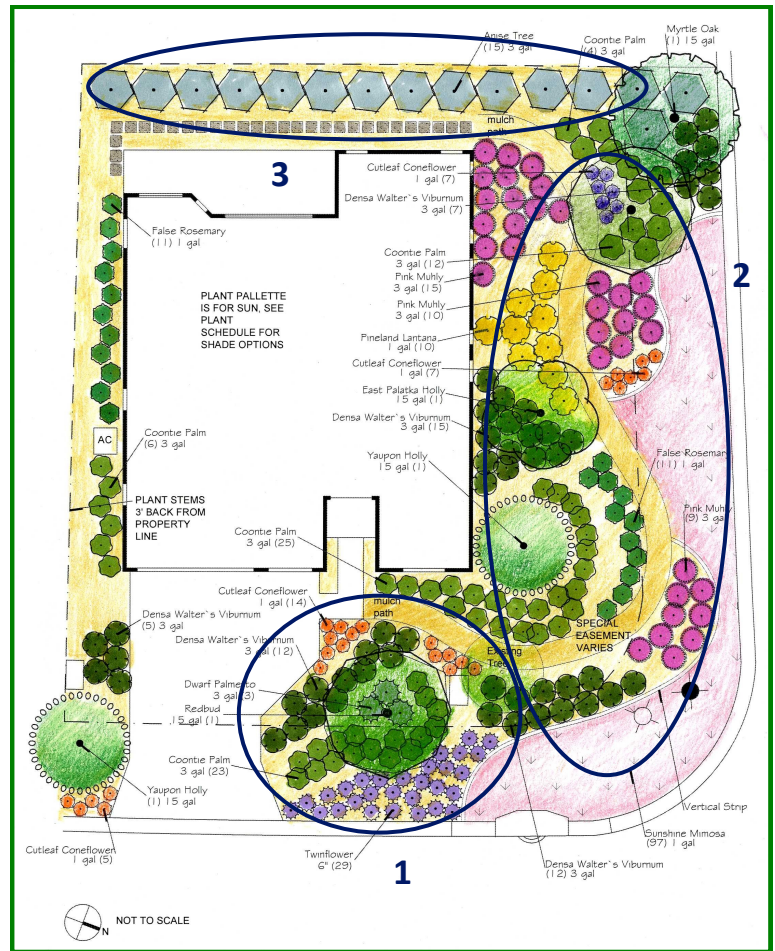 Myrtle Oak
(1) 15 gal
Anise Tree
(15) 3 gal
Coontie Palm
(4) 3 gal
mulch
path
3
Cutleaf Coneflower
1 gal (7)
Densa Walter`s Viburnum
3 gal (7)
False Rosemary
(11) 1 gal
Coontie Palm
3 gal (12)
2
Pink Muhly
3 gal (15)
PLANT PALLETTE
IS FOR SUN, SEE
PLANT
SCHEDULE FOR
SHADE OPTIONS
Pink Muhly
3 gal (10)
Pineland Lantana
1 gal (10)
Cutleaf Coneflower
1 gal (7)
East Palatka Holly
15 gal (1)
Densa Walter`s Viburnum
3 gal (15)
AC
Coontie Palm
(6) 3 gal
Yaupon Holly
15 gal (1)
False Rosemary
(11) 1 gal
PLANT STEMS
3' BACK FROM
PROPERTY
LINE
Pink Muhly
(9) 3 gal
Coontie Palm
3 gal (25)
Cutleaf Coneflower
1 gal (14)
mulch
path
Densa Walter`s Viburnum
(5) 3 gal
SPECIAL
EASEMENT
VARIES
Densa Walter`s Viburnum
3 gal (12)
Existing
Tree
Dwarf Palmetto
3 gal (3)
Redbud
15 gal (1)
Coontie Palm
3 gal (23)
Yaupon Holly
(1) 15 gal
Vertical Strip
Sunshine Mimosa
(97) 1 gal
Cutleaf Coneflower
1 gal (5)
Twinflower
6" (29)
1
Densa Walter`s Viburnum
(12) 3 gal
N
NOT TO SCALE